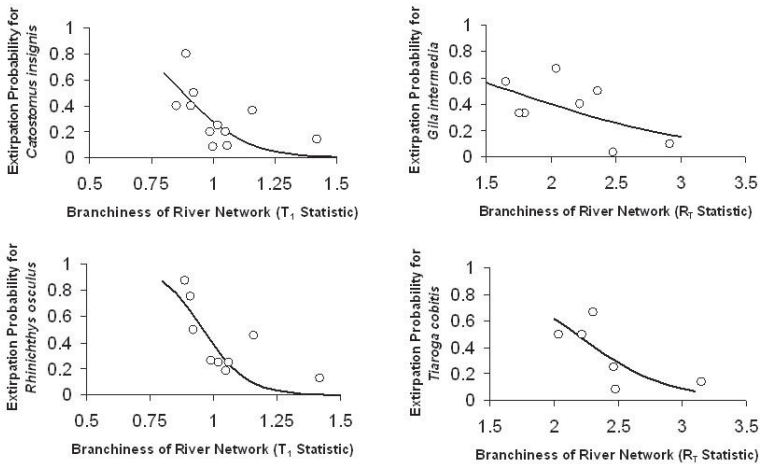 Extirpation Probability for
Catostomus insignis
1
0.8
0.6
0.4
0.2
0
0.5 0.75 1 1.25 1.5
Branchiness of River Network (T1 Statistic)
Extirpation Probability for
Gila intermedia
1
0.8
0.6
0.4
0.2
0
1.5 2 2.5 3 3.5
Branchiness of River Network (RT Statistic)
Extirpation Probability for
Rhinichthys osculus
1
0.8
0.6
0.4
0.2
0
0.5 0.75 1 1.25 1.5
Branchiness of River Network (T1 Statistic)
Extirpation Probability for
Tiaroga cobitis
1
0.8
0.6
0.4
0.2
0
1.5 2 2.5 3 3.5
Branchiness of River Network (RT Statistic)